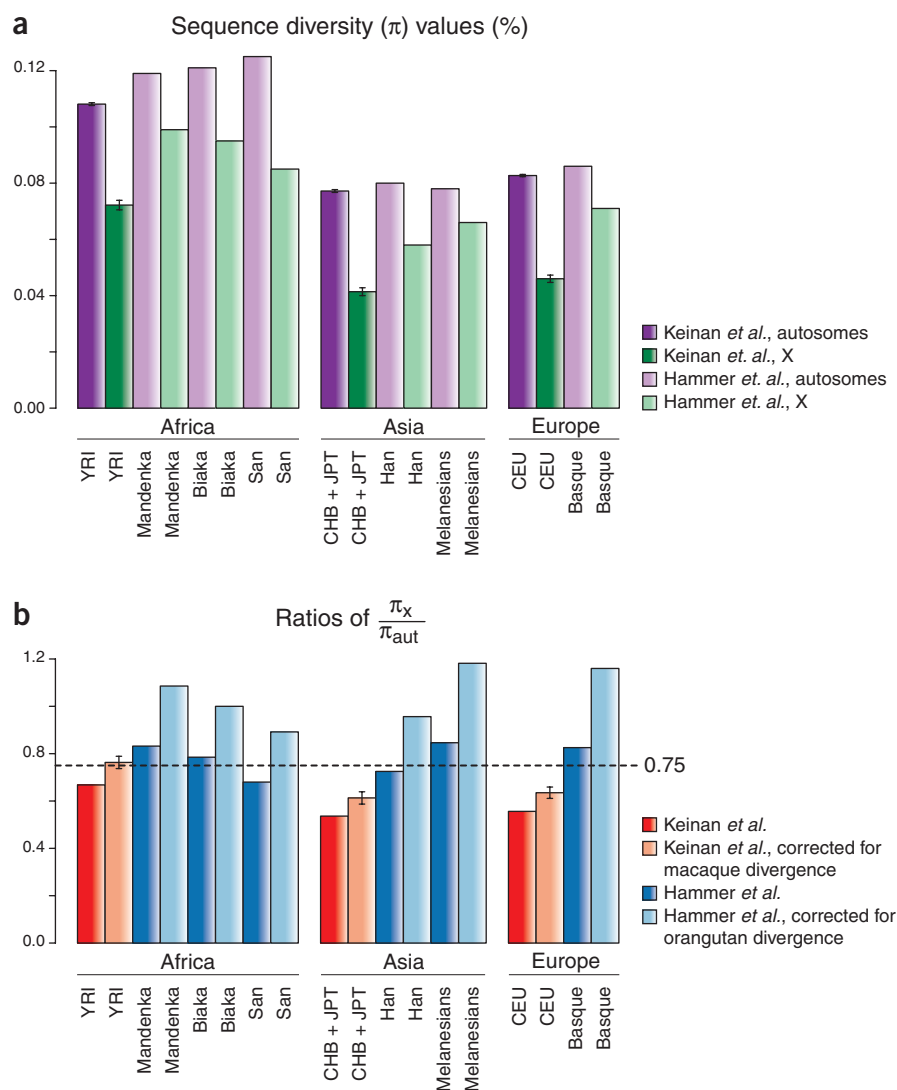 a
Sequence diversity (π) values (%)
0.12
0.08
0.04
0.00
Keinan et al., autosomes
Keinan et. al., X
Hammer et. al., autosomes
Hammer et. al., X
Africa
Asia
Europe
YRI
YRI
Mandenka
Mandenka
Biaka
Biaka
San
San
CHB + JPT
CHB + JPT
Han
Han
Melanesians
Melanesians
CEU
CEU
Basque
Basque
b
Ratios of πx/πaut
1.2
0.8
0.4
0.0
0.75
Keinan et al.
Keinan et al., corrected for
macaque divergence
Hammer et al.
Hammer et al., corrected for
orangutan divergence
Africa
Asia
Europe
YRI
YRI
Mandenka
Mandenka
Biaka
Biaka
San
San
CHB + JPT
CHB + JPT
Han
Han
Melanesians
Melanesians
CEU
CEU
Basque
Basque